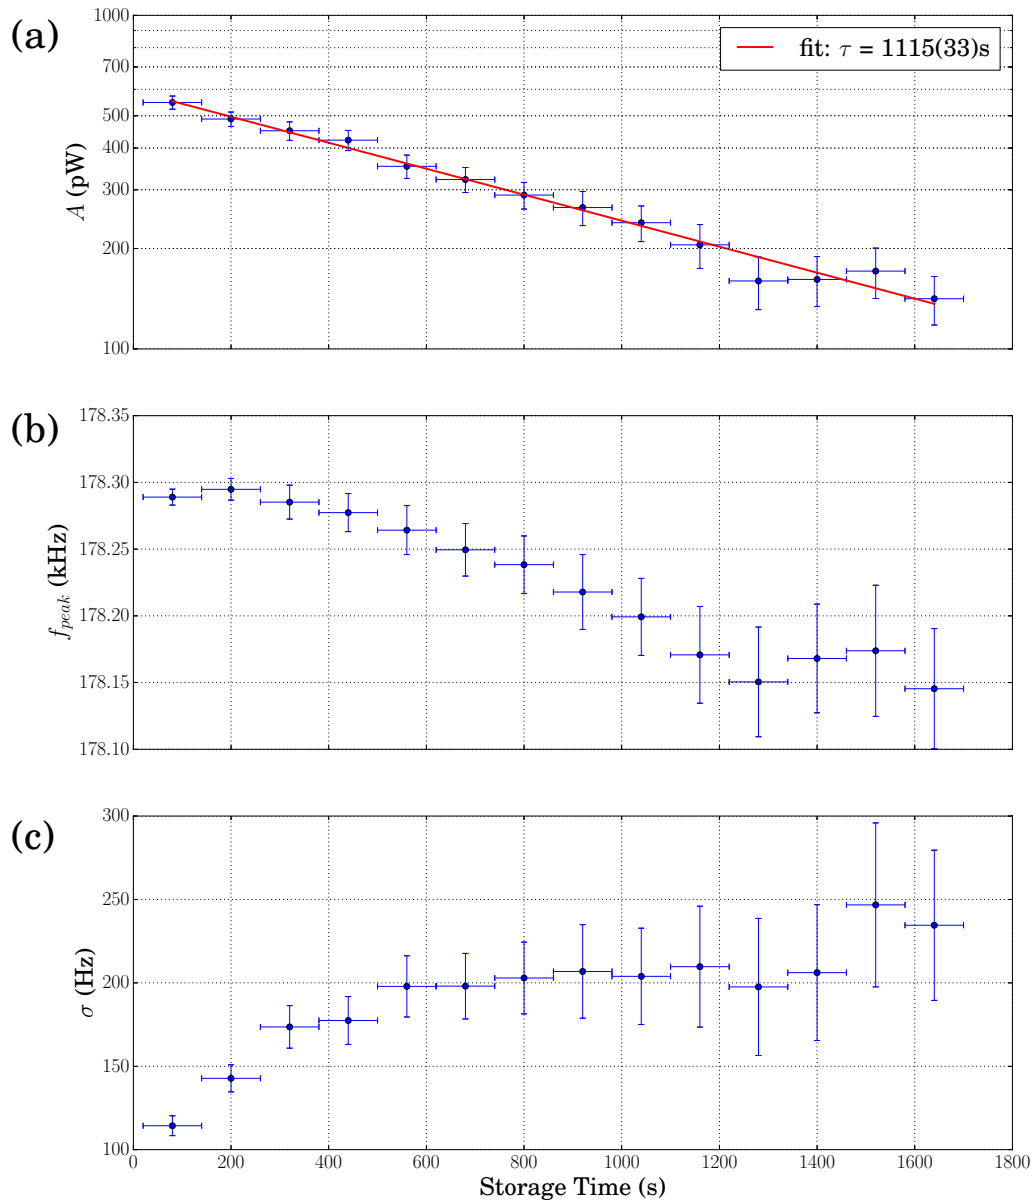 (a)
1000
700
500
400
300
200
100
A (pW)
fit: τ = 1115(33)s
(b)
178.35
178.30
178.25
178.20
178.15
178.10
f_peak (kHz)
(c)
300
250
200
150
100
σ (Hz)
0 200 400 600 800 1000 1200 1400 1600 1800
Storage Time (s)